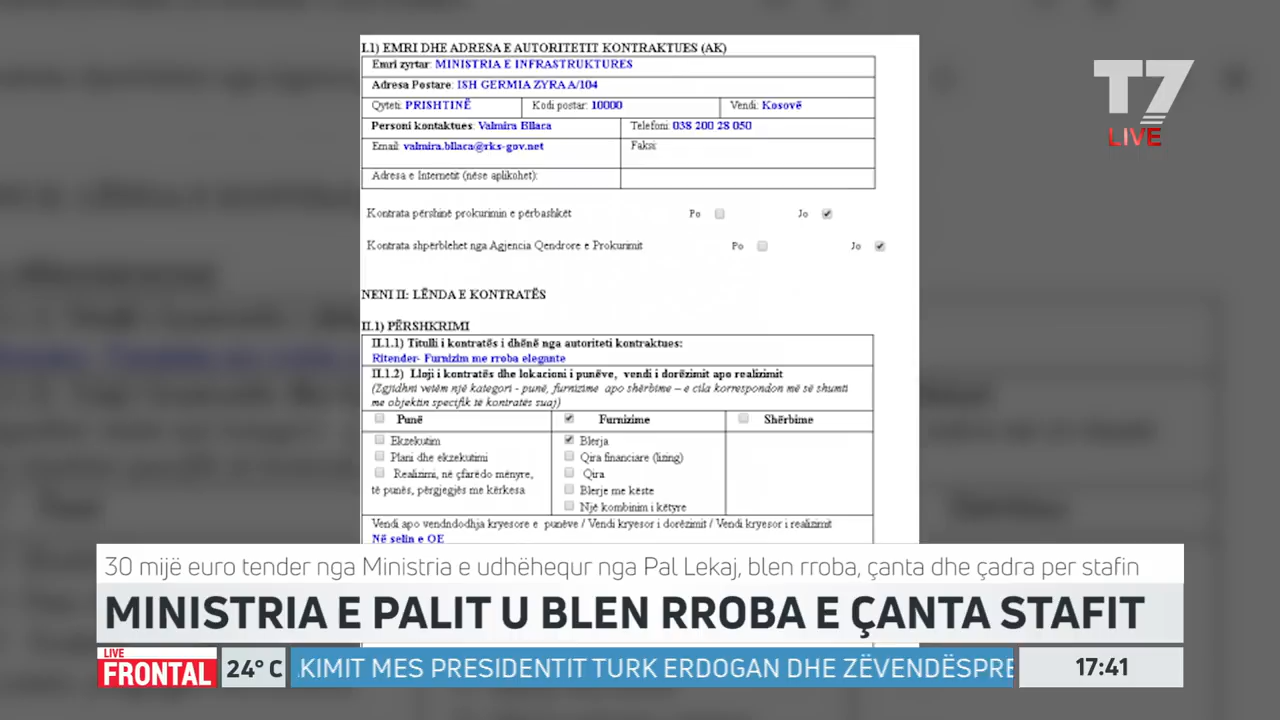 I.1) EMRI DHE ADRESA E AUTORITETIT KONTRAKTUES (AK)
Emri zyrtar: MINISTRIA E INFRASTRUKTURES
Adresa Postare: ISH GERMIA ZYRA A/104
Qyteti: PRISHTINË Kodi postar: 10000 Vendi: Kosovë
Personi kontaktues: Valmira Bllaca Telefoni: 038 200 28 050
Email: valmira.bllaca@rks-gov.net Faksi:
Adresa e Internetit (nëse aplikohet):
Kontrata përshinë prokurimin e përbashkët Po Jo
Kontrata shpërblehet nga Agjencia Qendrore e Prokurimit Po Jo
NENI II: LËNDA E KONTRATËS
II.1) PËRSHKRIMI
II.1.1) Titulli i kontratës i dhënë nga autoriteti kontraktues:
Ritender- Furnizim me rroba elegante
II.1.2) Lloji i kontratës dhe lokacioni i punëve, vendi i dorëzimit apo realizimit
(Zgjidhni vetëm një kategori - punë, furnizime apo shërbime – e cila korrespondon më së shumti
me objektin specifik të kontratës suaj))
Punë Furnizime Shërbime
Ekzekutim Blerja
Plani dhe ekzekutimi Qira financiare (lizing)
Realizimi, në çfarëdo mënyre, Qira
të punës, përgjegjës me kërkesa Blerje me këste
Një kombinim i këtyre
Vendi apo vendndodhja kryesore e punëve / Vendi kryesor i dorëzimit / Vendi kryesor i realizimit
Në selin e OE
T7
LIVE
30 mijë euro tender nga Ministria e udhëhequr nga Pal Lekaj, blen rroba, çanta dhe çadra per stafin
MINISTRIA E PALIT U BLEN RROBA E ÇANTA STAFIT
LIVE
FRONTAL
24° C
KIMIT MES PRESIDENTIT TURK ERDOGAN DHE ZËVENDËSPRE
17:41